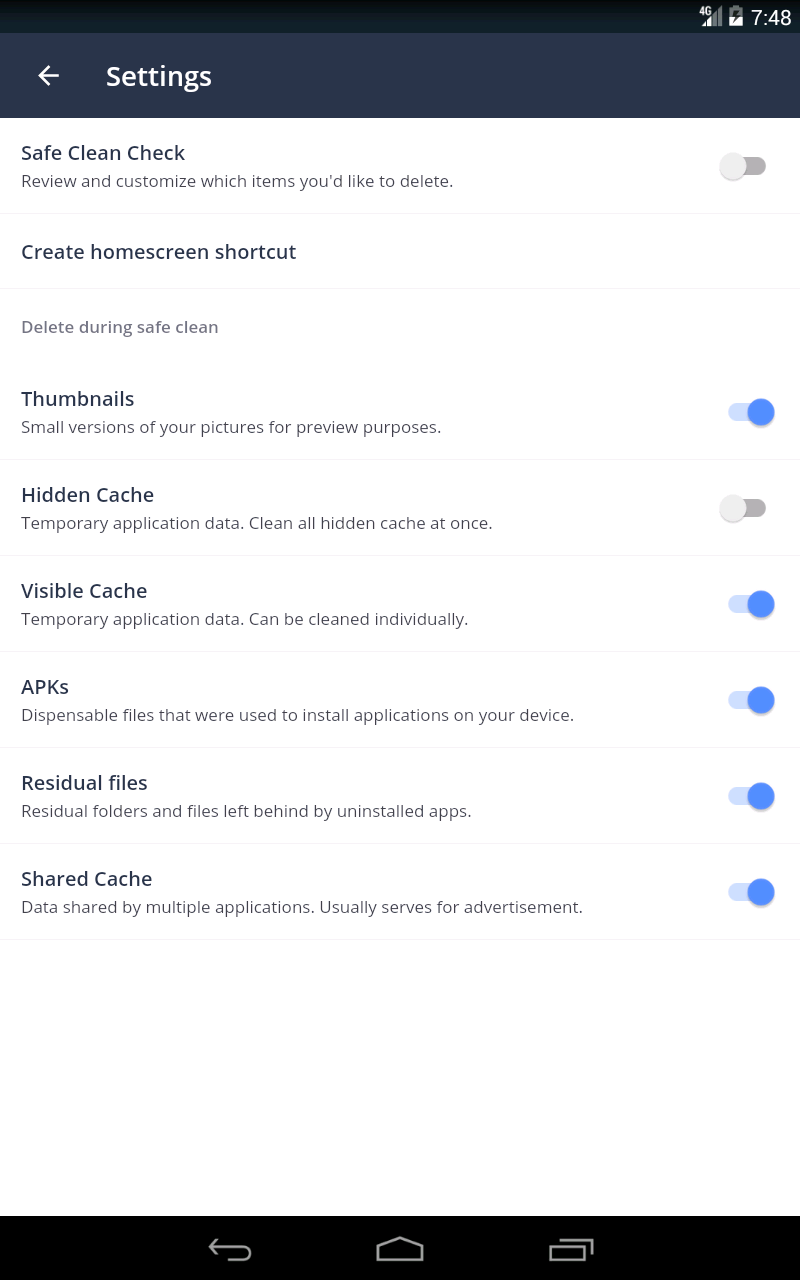 4G 7:48
Settings
Safe Clean Check
Review and customize which items you'd like to delete.
Create homescreen shortcut
Delete during safe clean
Thumbnails
Small versions of your pictures for preview purposes.
Hidden Cache
Temporary application data. Clean all hidden cache at once.
Visible Cache
Temporary application data. Can be cleaned individually.
APKs
Dispensable files that were used to install applications on your device.
Residual files
Residual folders and files left behind by uninstalled apps.
Shared Cache
Data shared by multiple applications. Usually serves for advertisement.